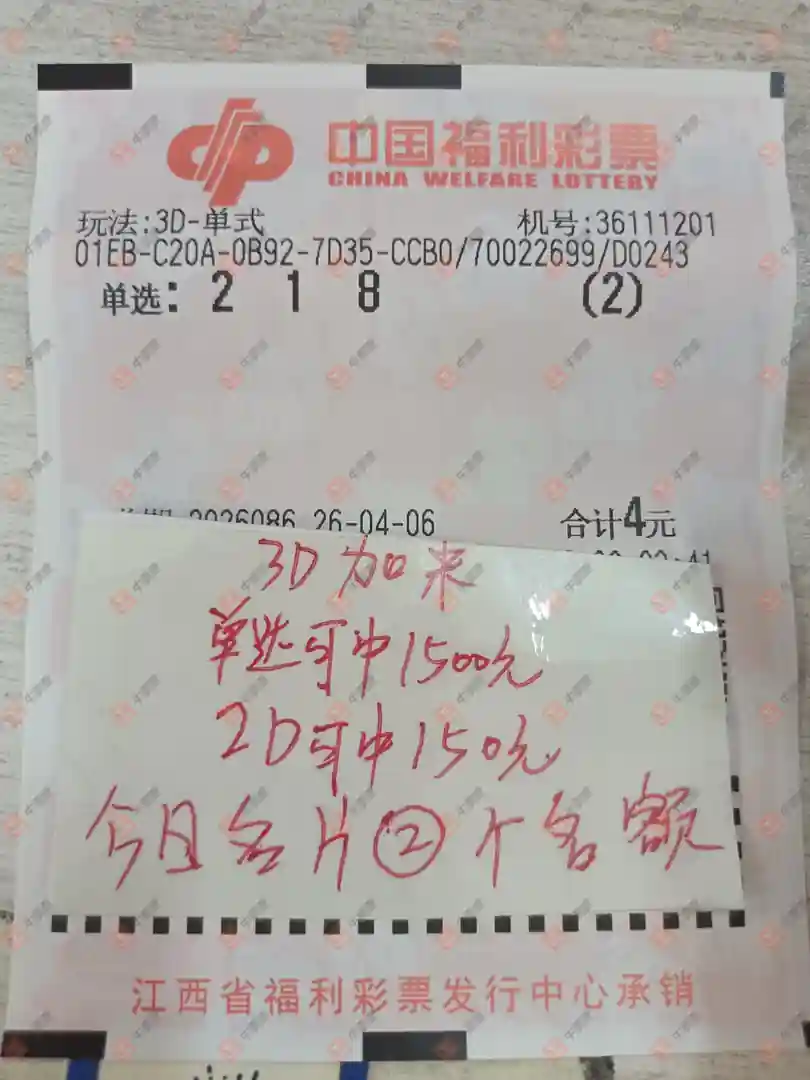 中国福利彩票
CHINA WELFARE LOTTERY
玩法:3D-单式 机号:36111201
01EB-C20A-0B92-7D35-CCB0/70022699/D0243
单选: 2 1 8 (2)
2026086 26-04-06 合计4元
3D加来
单选可中1500元
2D可中150元
今日名片②个名额
江西省福利彩票发行中心承销